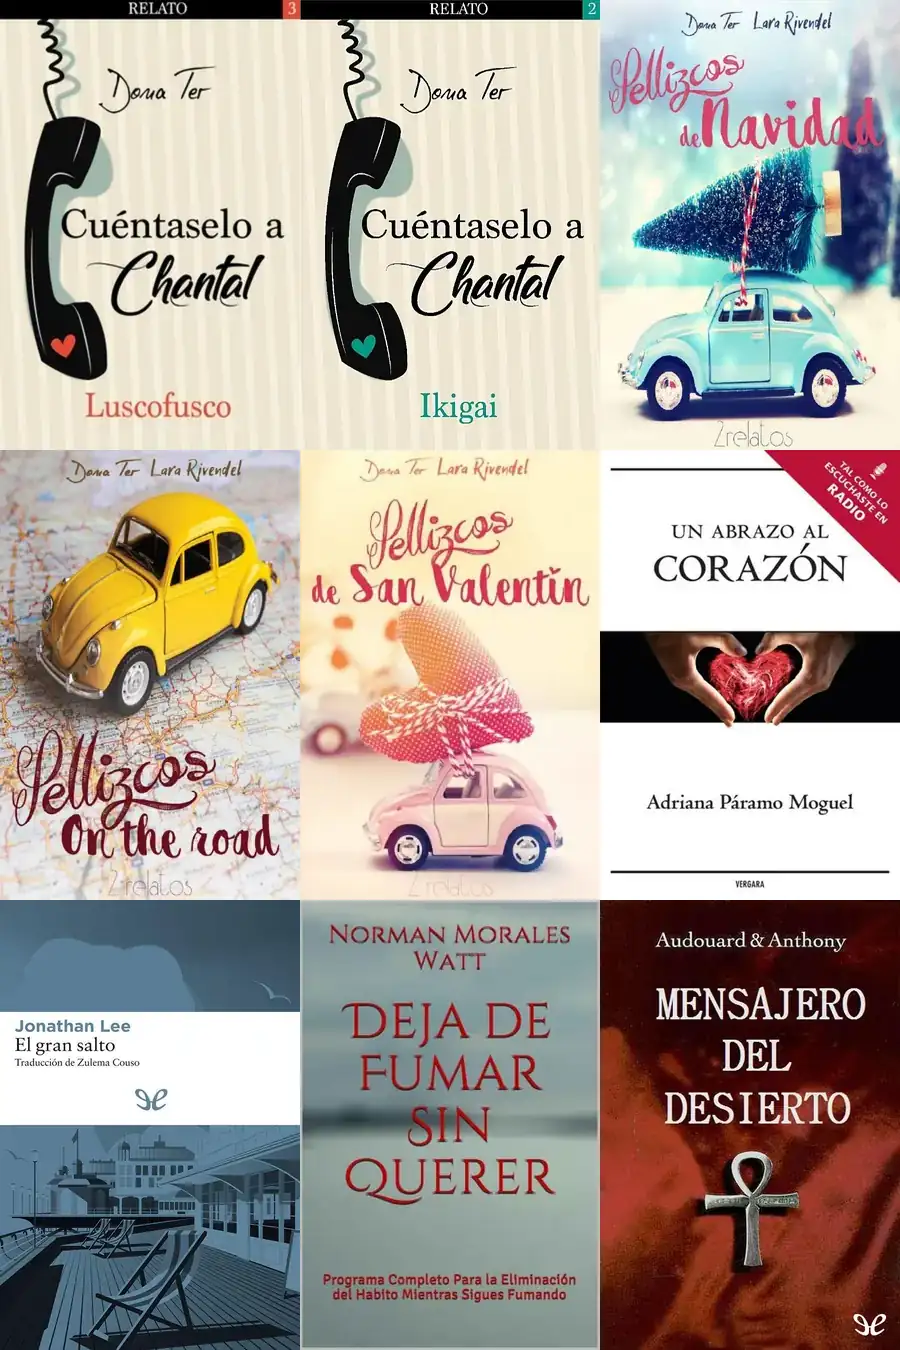 RELATO
3
Dona Ter
Cuéntaselo a
Chantal
Luscofusco
RELATO
2
Dona Ter
Cuéntaselo a
Chantal
Ikigai
Dona Ter Lara Rivendel
Pellizcos
de Navidad
2relatos
Dona Ter Lara Rivendel
Pellizcos
On the road
2relatos
Dona Ter Lara Rivendel
Pellizcos
de San Valentín
2relatos
TAL COMO LO
ESCUCHASTE EN
RADIO
UN ABRAZO AL
CORAZÓN
Adriana Páramo Moguel
VERGARA
Jonathan Lee
El gran salto
Traducción de Zulema Couso
NORMAN MORALES
WATT
DEJA DE
FUMAR
SIN
QUERER
Programa Completo Para la Eliminación
del Habito Mientras Sigues Fumando
Audouard & Anthony
MENSAJERO
DEL
DESIERTO